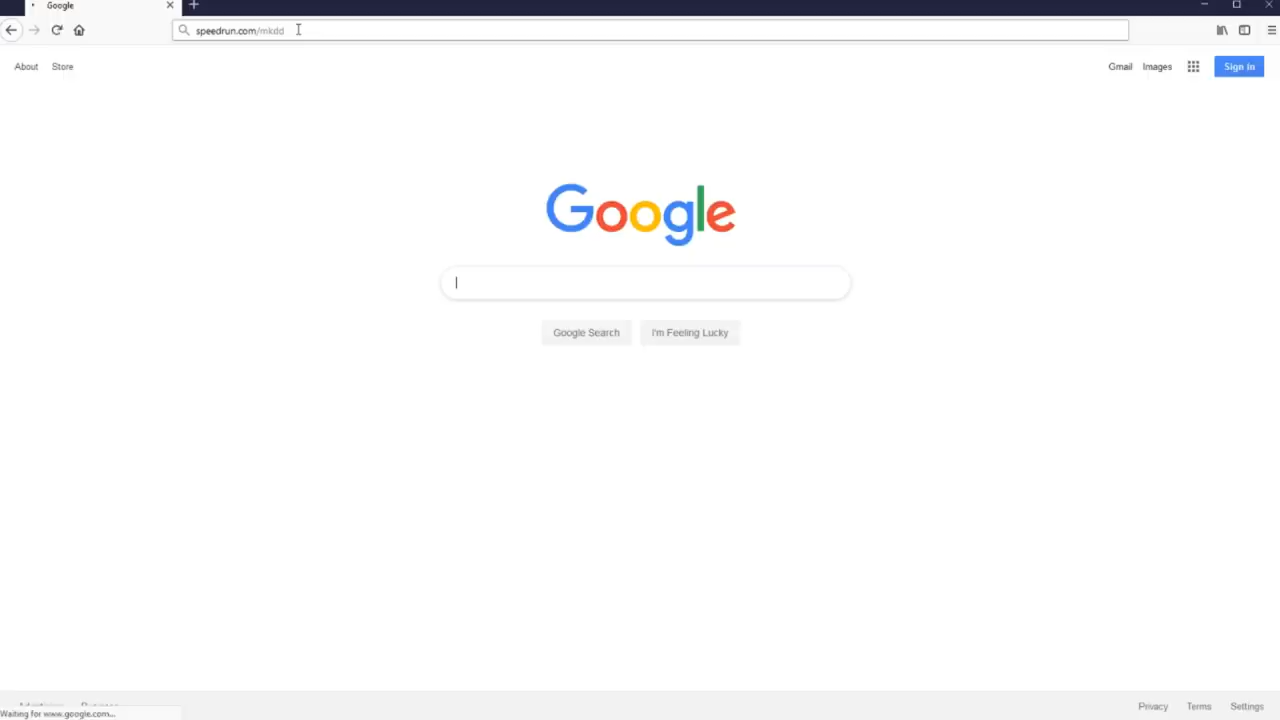 Google
speedrun.com/mkdd
About Store
Gmail Images Sign in
Google
Google Search I'm Feeling Lucky
Waiting for www.google.com...
Privacy Terms Settings